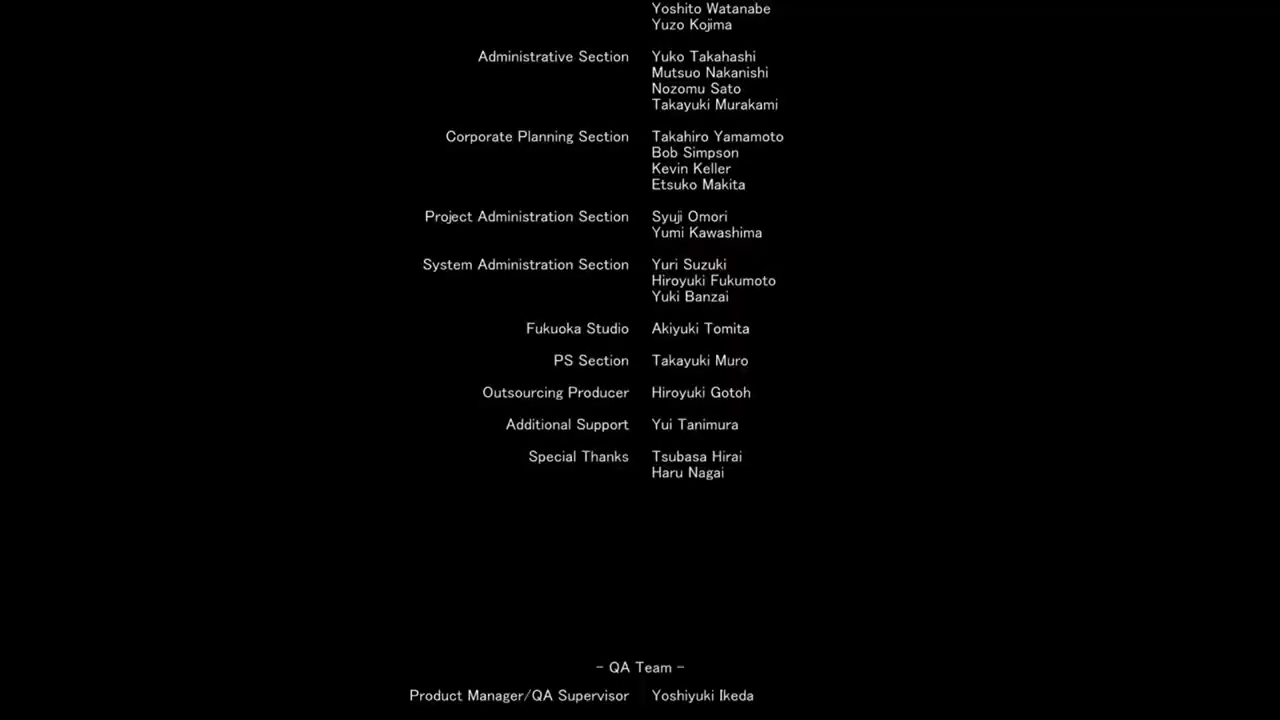 Yoshito Watanabe
Yuzo Kojima
Administrative Section Yuko Takahashi
Mutsuo Nakanishi
Nozomu Sato
Takayuki Murakami
Corporate Planning Section Takahiro Yamamoto
Bob Simpson
Kevin Keller
Etsuko Makita
Project Administration Section Syuji Omori
Yumi Kawashima
System Administration Section Yuri Suzuki
Hiroyuki Fukumoto
Yuki Banzai
Fukuoka Studio Akiyuki Tomita
PS Section Takayuki Muro
Outsourcing Producer Hiroyuki Gotoh
Additional Support Yui Tanimura
Special Thanks Tsubasa Hirai
Haru Nagai
- QA Team -
Product Manager/QA Supervisor Yoshiyuki Ikeda